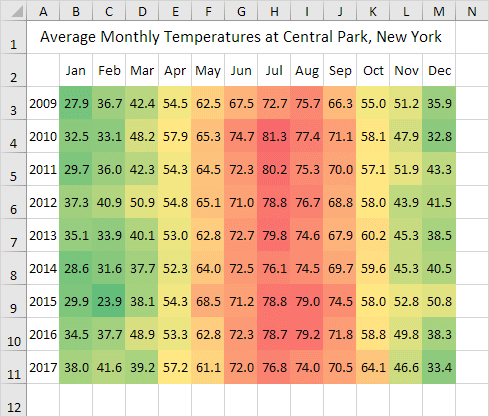 A B C D E F G H I J K L M N
1 Average Monthly Temperatures at Central Park, New York
2 Jan Feb Mar Apr May Jun Jul Aug Sep Oct Nov Dec
3 2009 27.9 36.7 42.4 54.5 62.5 67.5 72.7 75.7 66.3 55.0 51.2 35.9
4 2010 32.5 33.1 48.2 57.9 65.3 74.7 81.3 77.4 71.1 58.1 47.9 32.8
5 2011 29.7 36.0 42.3 54.3 64.5 72.3 80.2 75.3 70.0 57.1 51.9 43.3
6 2012 37.3 40.9 50.9 54.8 65.1 71.0 78.8 76.7 68.8 58.0 43.9 41.5
7 2013 35.1 33.9 40.1 53.0 62.8 72.7 79.8 74.6 67.9 60.2 45.3 38.5
8 2014 28.6 31.6 37.7 52.3 64.0 72.5 76.1 74.5 69.7 59.6 45.3 40.5
9 2015 29.9 23.9 38.1 54.3 68.5 71.2 78.8 79.0 74.5 58.0 52.8 50.8
10 2016 34.5 37.7 48.9 53.3 62.8 72.3 78.7 79.2 71.8 58.8 49.8 38.3
11 2017 38.0 41.6 39.2 57.2 61.1 72.0 76.8 74.0 70.5 64.1 46.6 33.4
12